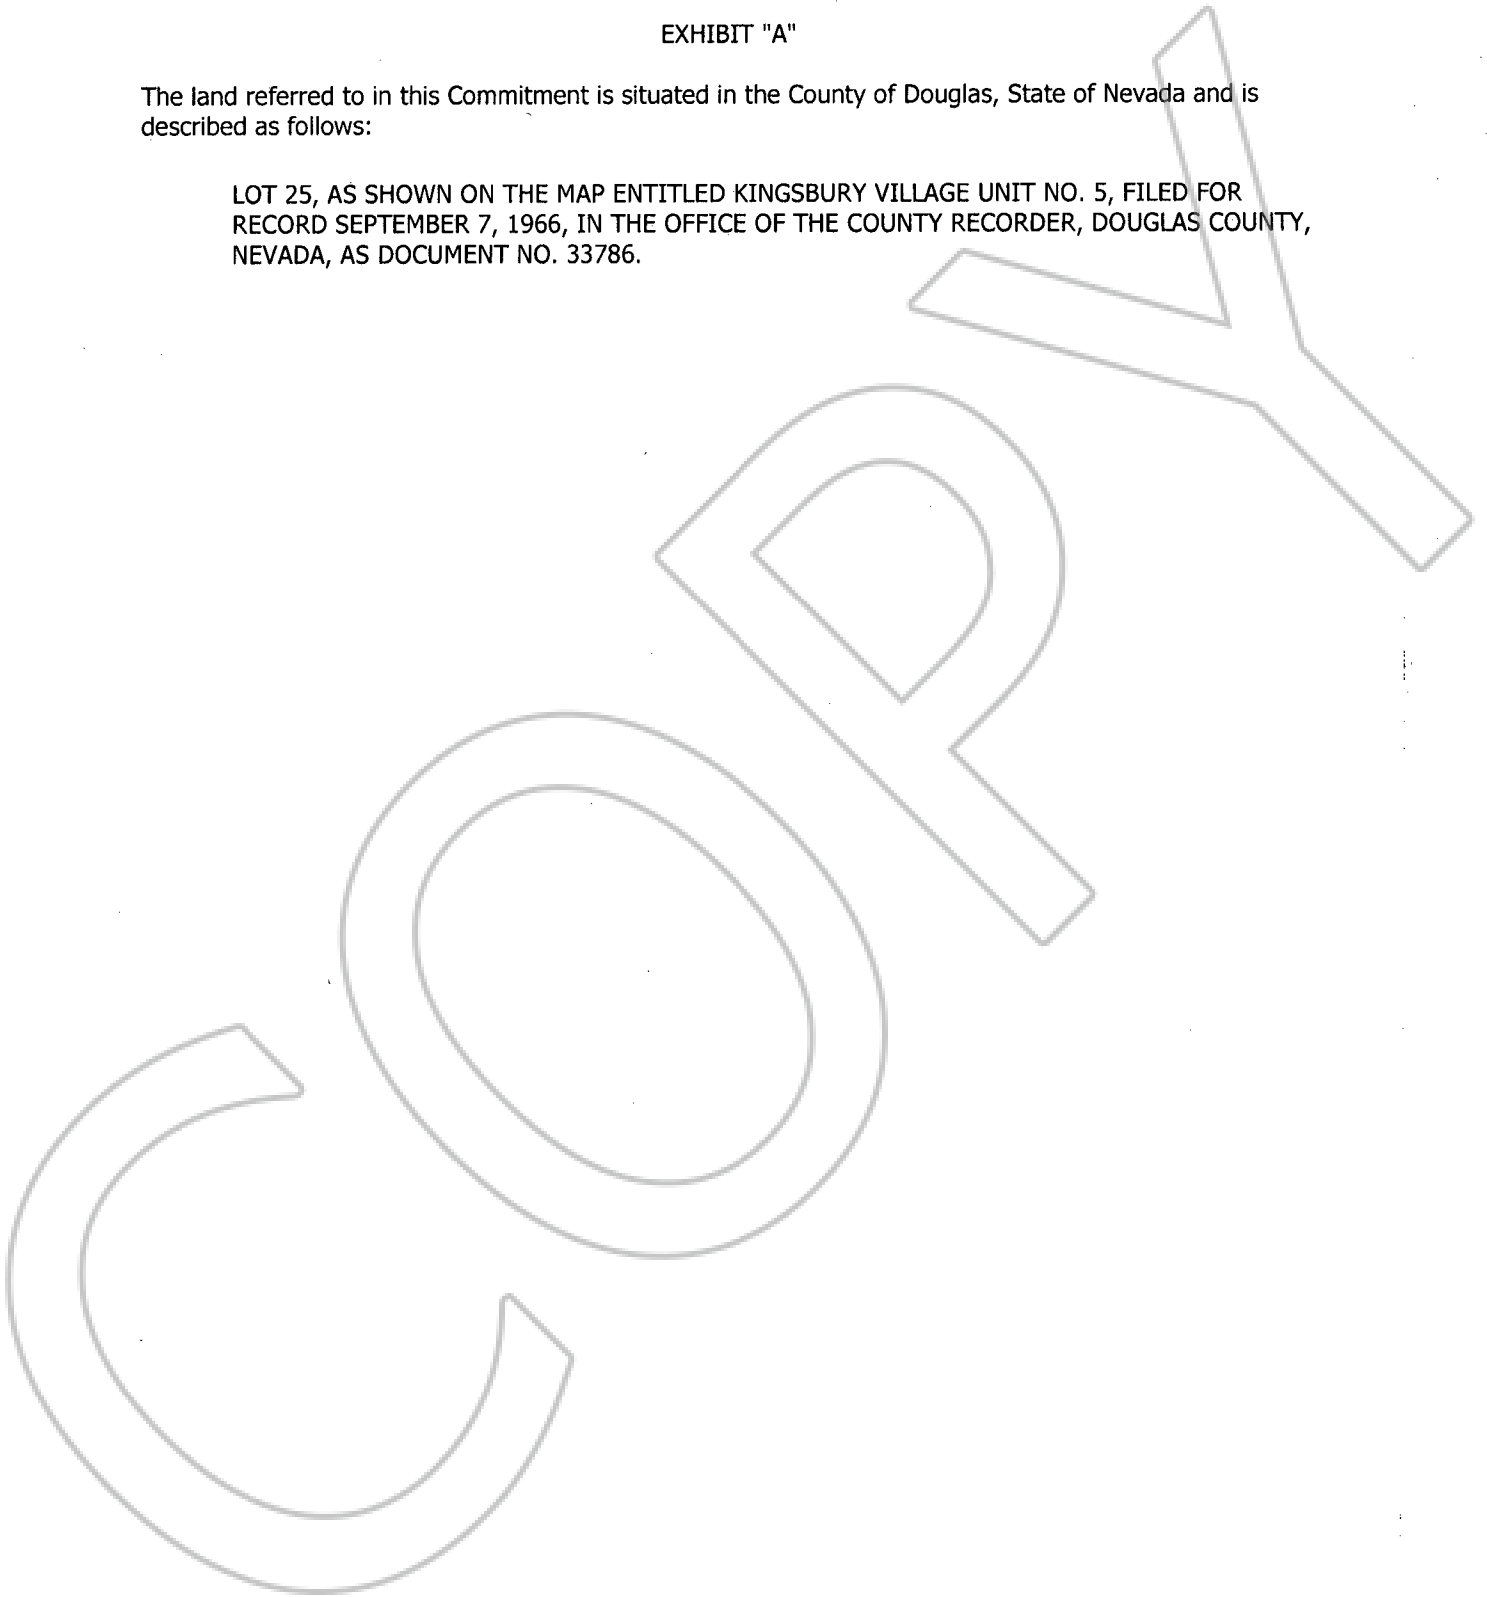 EXHIBIT "A"
The land referred to in this Commitment is situated in the County of Douglas, State of Nevada and is
described as follows:
LOT 25, AS SHOWN ON THE MAP ENTITLED KINGSBURY VILLAGE UNIT NO. 5, FILED FOR
RECORD SEPTEMBER 7, 1966, IN THE OFFICE OF THE COUNTY RECORDER, DOUGLAS COUNTY,
NEVADA, AS DOCUMENT NO. 33786.
COPY